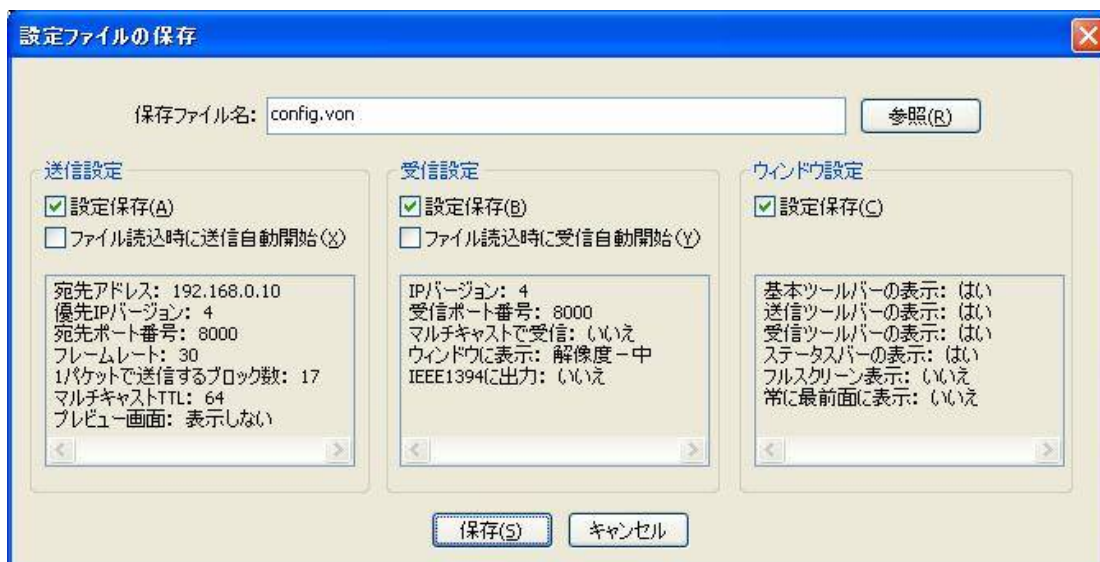 設定ファイルの保存
保存ファイル名: config.von 参照(R)
送信設定
設定保存(A)
ファイル読込時に送信自動開始(X)
宛先アドレス: 192.168.0.10
優先IPバージョン: 4
宛先ポート番号: 8000
フレームレート: 30
1パケットで送信するブロック数: 17
マルチキャストTTL: 64
プレビュー画面: 表示しない
受信設定
設定保存(B)
ファイル読込時に受信自動開始(Y)
IPバージョン: 4
受信ポート番号: 8000
マルチキャストで受信: いいえ
ウィンドウに表示: 解像度－中
IEEE1394に出力: いいえ
ウィンドウ設定
設定保存(C)
基本ツールバーの表示: はい
送信ツールバーの表示: はい
受信ツールバーの表示: はい
ステータスバーの表示: はい
フルスクリーン表示: いいえ
常に最前面に表示: いいえ
保存(S) キャンセル